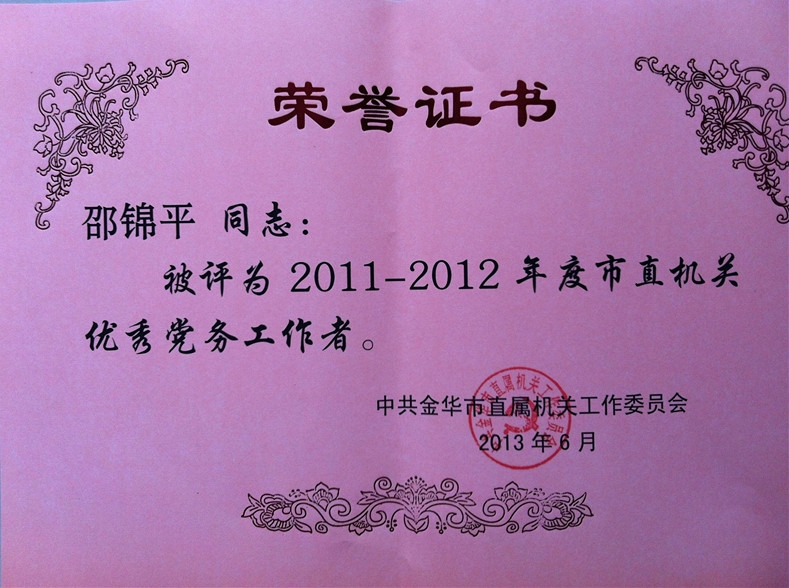 荣誉证书
邵锦平 同志：
被评为 2011-2012 年度市直机关
优秀党务工作者。
中共金华市直属机关工作委员会
2013 年 6 月